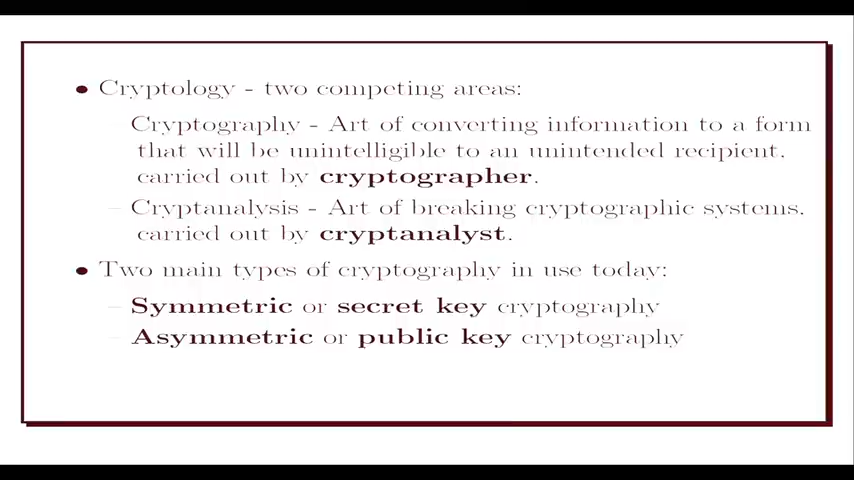 • Cryptology - two competing areas:
Cryptography - Art of converting information to a form
that will be unintelligible to an unintended recipient,
carried out by cryptographer.
– Cryptanalysis - Art of breaking cryptographic systems,
carried out by cryptanalyst.
• Two main types of cryptography in use today:
– Symmetric or secret key cryptography
– Asymmetric or public key cryptography